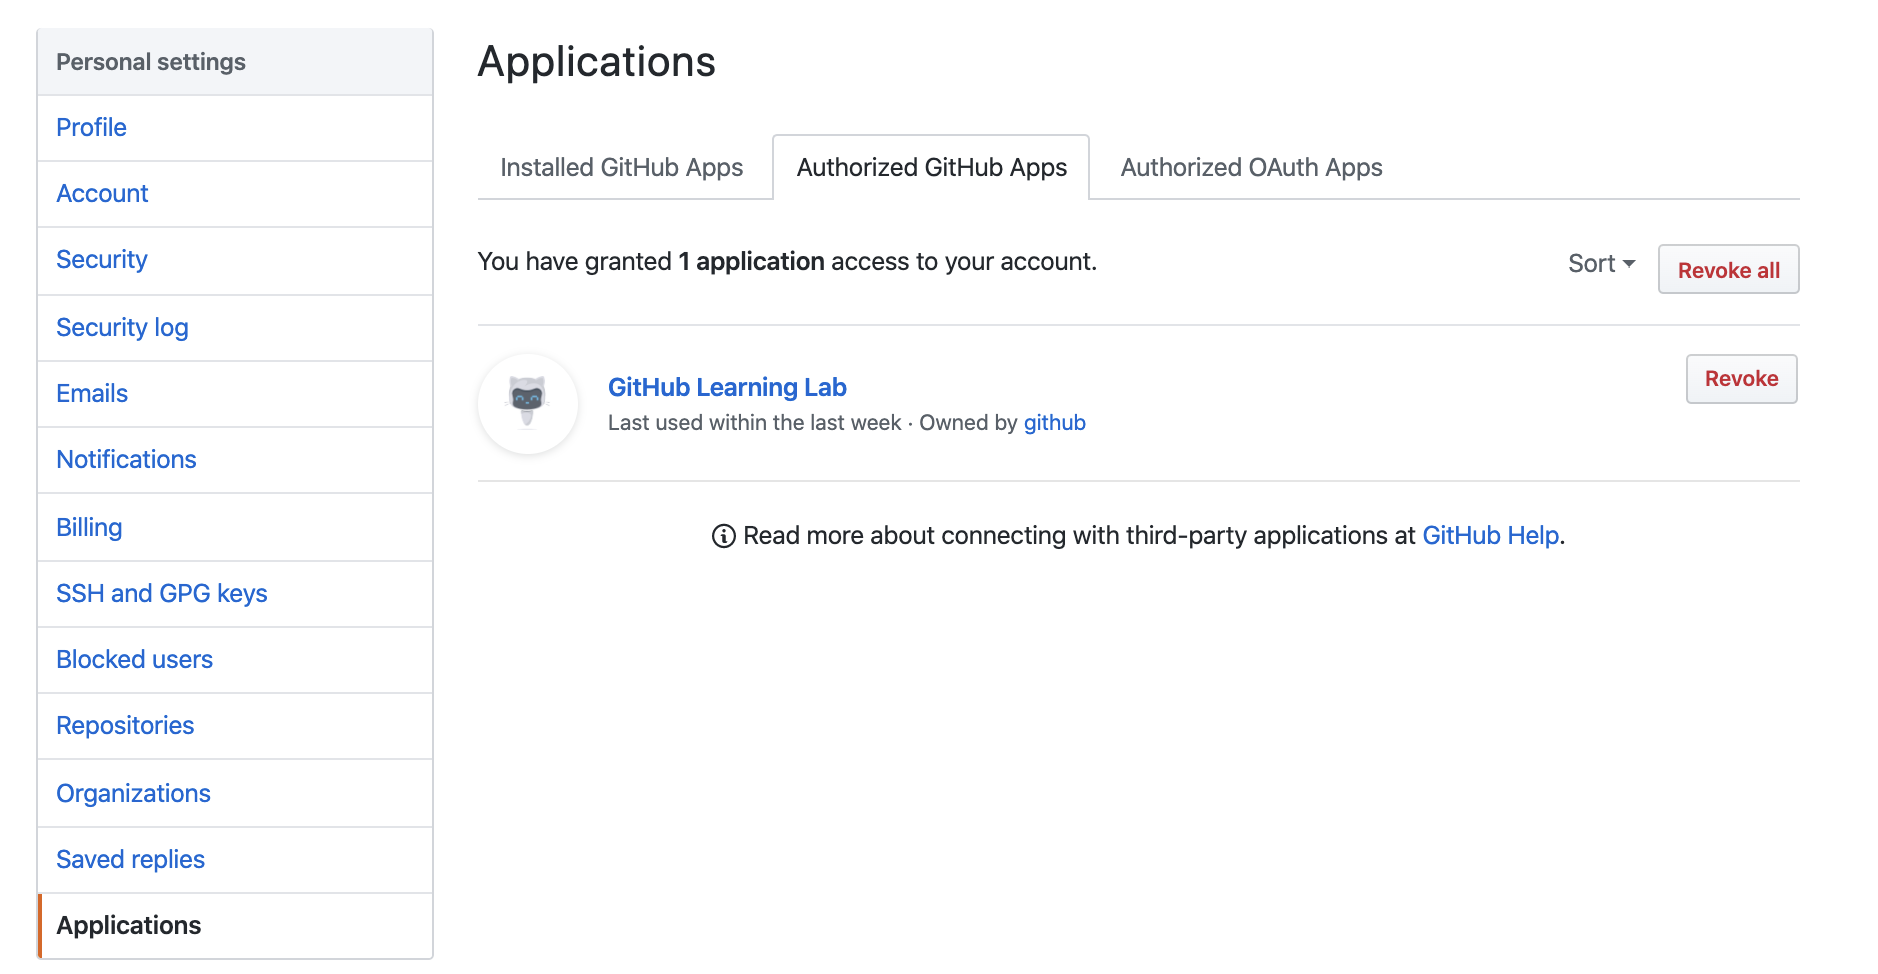 Personal settings
Profile
Account
Security
Security log
Emails
Notifications
Billing
SSH and GPG keys
Blocked users
Repositories
Organizations
Saved replies
Applications
Applications
Installed GitHub Apps
Authorized GitHub Apps
Authorized OAuth Apps
You have granted 1 application access to your account.
Sort
Revoke all
GitHub Learning Lab
Revoke
Last used within the last week · Owned by github
Read more about connecting with third-party applications at GitHub Help.